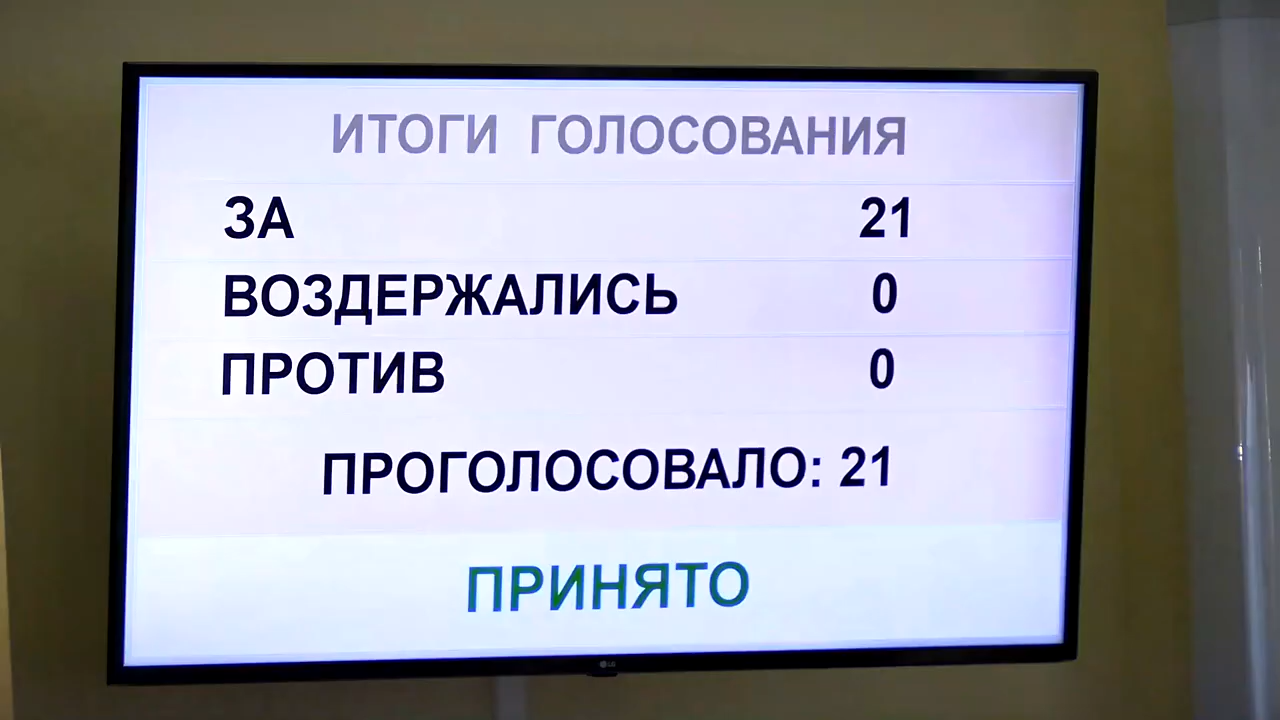 ИТОГИ ГОЛОСОВАНИЯ
ЗА 21
ВОЗДЕРЖАЛИСЬ 0
ПРОТИВ 0
ПРОГОЛОСОВАЛО: 21
ПРИНЯТО
LG